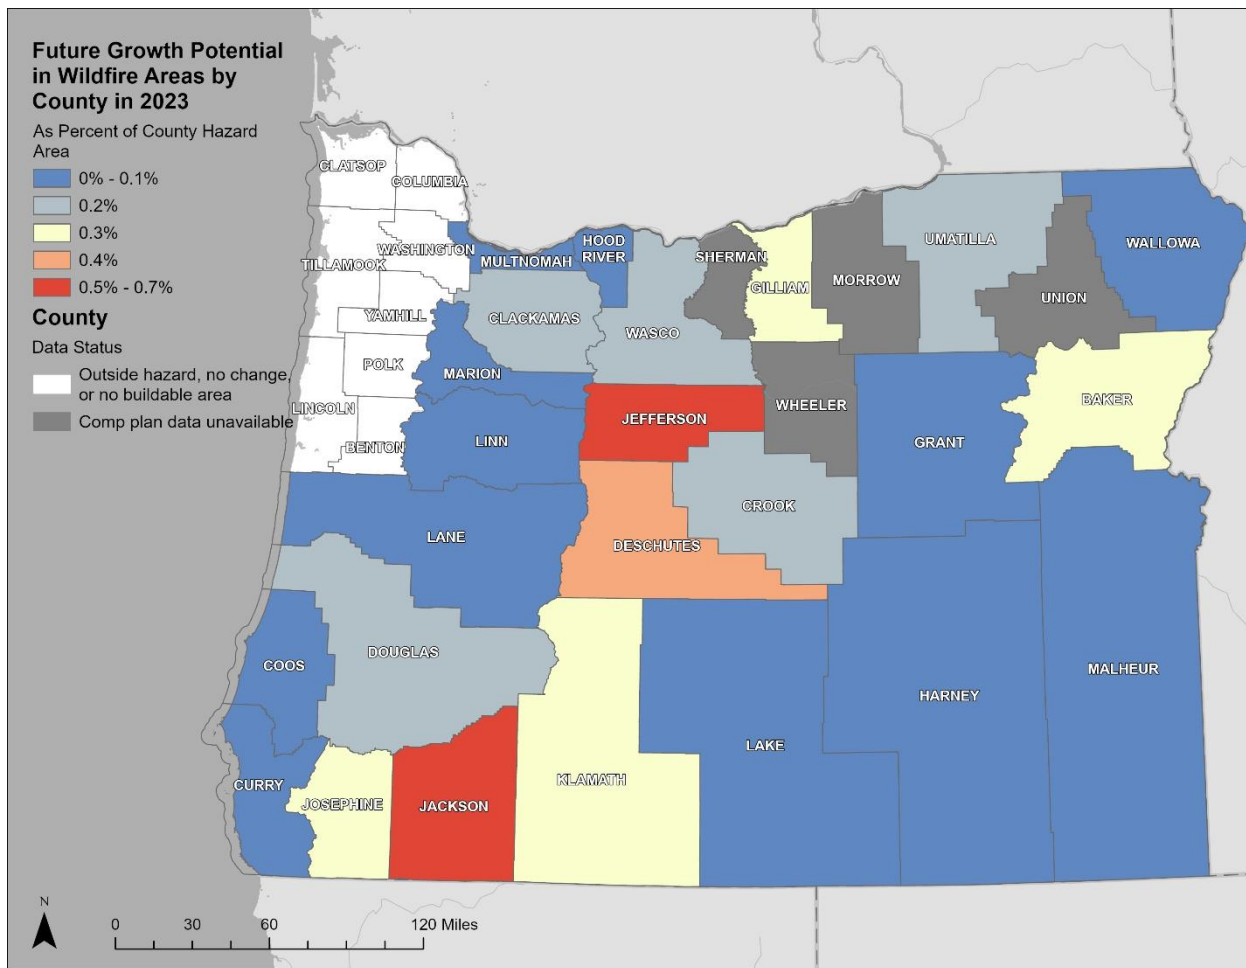 Future Growth Potential
in Wildfire Areas by
County in 2023
As Percent of County Hazard
Area
0% - 0.1%
0.2%
0.3%
0.4%
0.5% - 0.7%
County
Data Status
Outside hazard, no change,
or no buildable area
Comp plan data unavailable
CLATSOP
COLUMBIA
WASHINGTON
TILLAMOOK
YAMHILL
POLK
LINCOLN
BENTON
MULTNOMAH
HOOD
RIVER
CLACKAMAS
MARION
LINN
LANE
WASCO
SHERMAN
GILLIAM
MORROW
UMATILLA
UNION
WALLOWA
BAKER
JEFFERSON
WHEELER
GRANT
CROOK
DESCHUTES
DOUGLAS
COOS
CURRY
JOSEPHINE
JACKSON
KLAMATH
LAKE
HARNEY
MALHEUR
N
0 30 60 120 Miles